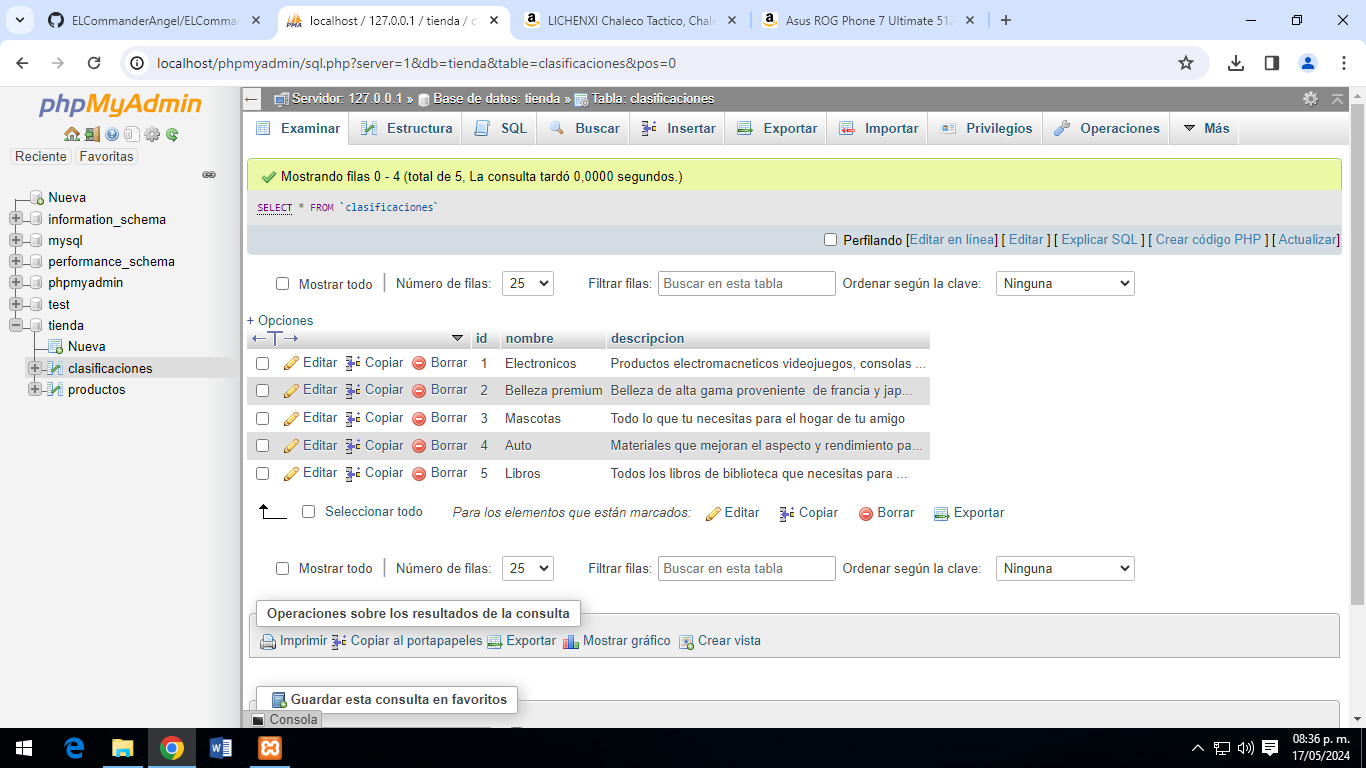 ELCommanderAngel/ELComman
localhost / 127.0.0.1 / tienda / c
LICHENXI Chaleco Tactico, Chale
Asus ROG Phone 7 Ultimate 512
localhost/phpmyadmin/sql.php?server=1&db=tienda&table=clasificaciones&pos=0
phpMyAdmin
Reciente Favoritas
Nueva
information_schema
mysql
performance_schema
phpmyadmin
test
tienda
Nueva
clasificaciones
productos
Servidor: 127.0.0.1 » Base de datos: tienda » Tabla: clasificaciones
Examinar Estructura SQL Buscar Insertar Exportar Importar Privilegios Operaciones Más
Mostrando filas 0 - 4 (total de 5, La consulta tardó 0,0000 segundos.)
SELECT * FROM `clasificaciones`
Perfilando [Editar en línea] [ Editar ] [ Explicar SQL ] [ Crear código PHP ] [ Actualizar]
Mostrar todo Número de filas: 25 Filtrar filas: Buscar en esta tabla Ordenar según la clave: Ninguna
+ Opciones
id nombre descripcion
Editar Copiar Borrar 1 Electronicos Productos electromacneticos videojuegos, consolas ...
Editar Copiar Borrar 2 Belleza premium Belleza de alta gama proveniente de francia y jap...
Editar Copiar Borrar 3 Mascotas Todo lo que tu necesitas para el hogar de tu amigo
Editar Copiar Borrar 4 Auto Materiales que mejoran el aspecto y rendimiento pa...
Editar Copiar Borrar 5 Libros Todos los libros de biblioteca que necesitas para ...
Seleccionar todo Para los elementos que están marcados: Editar Copiar Borrar Exportar
Mostrar todo Número de filas: 25 Filtrar filas: Buscar en esta tabla Ordenar según la clave: Ninguna
Operaciones sobre los resultados de la consulta
Imprimir Copiar al portapapeles Exportar Mostrar gráfico Crear vista
Guardar esta consulta en favoritos
Consola
08:36 p. m.
17/05/2024